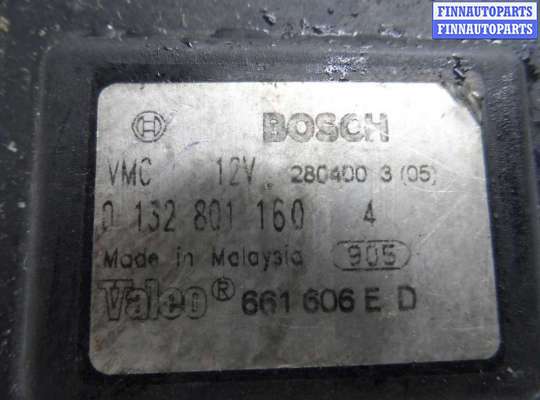 FINNAUTOPARTS
FINNAUTOPARTS
BOSCH
VMC 12V 280400 3 (05)
0 132 801 160 4
Made in Malaysia 905
Valeo® 661 606 E D